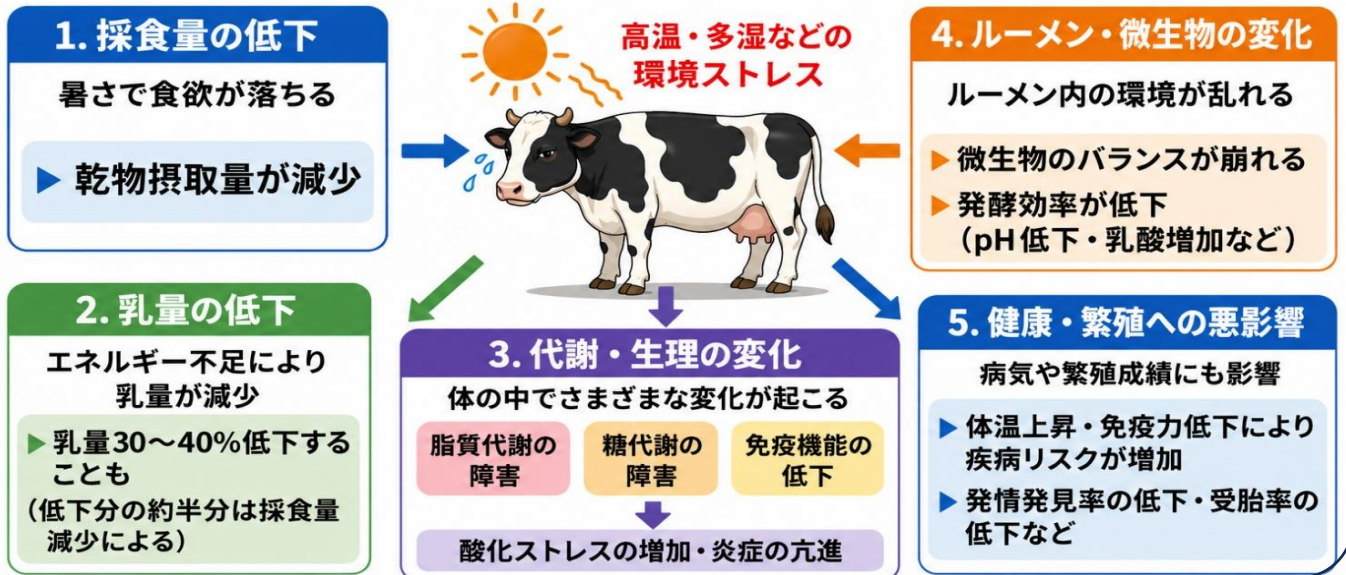 1. 採食量の低下
暑さで食欲が落ちる
▶ 乾物摂取量が減少
高温・多湿などの
環境ストレス
4. ルーメン・微生物の変化
ルーメン内の環境が乱れる
▶ 微生物のバランスが崩れる
▶ 発酵効率が低下
（pH低下・乳酸増加など）
2. 乳量の低下
エネルギー不足により
乳量が減少
▶ 乳量30～40%低下する
ことも
（低下分の約半分は採食量
減少による）
3. 代謝・生理の変化
体の中でさまざまな変化が起こる
脂質代謝の
障害
糖代謝の
障害
免疫機能の
低下
酸化ストレスの増加・炎症の亢進
5. 健康・繁殖への悪影響
病気や繁殖成績にも影響
▶ 体温上昇・免疫力低下により
疾病リスクが増加
▶ 発情発見率の低下・受胎率の
低下など